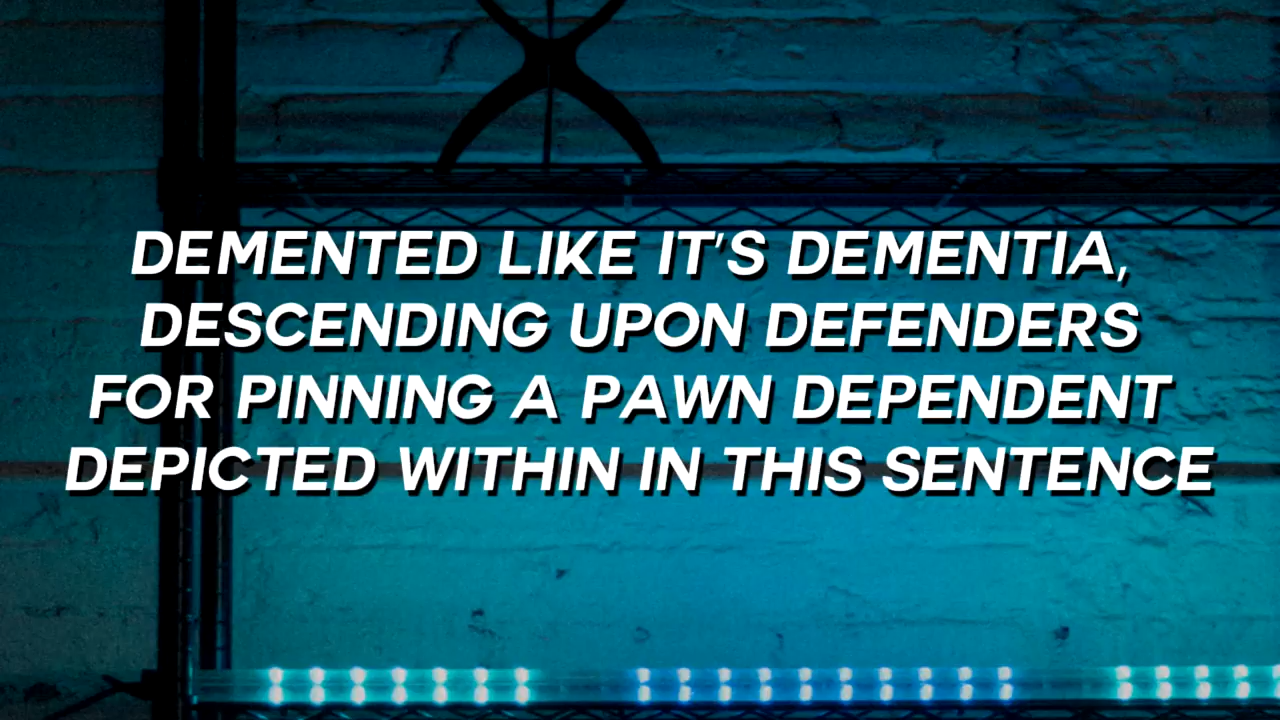 DEMENTED LIKE IT'S DEMENTIA,
DESCENDING UPON DEFENDERS
FOR PINNING A PAWN DEPENDENT
DEPICTED WITHIN IN THIS SENTENCE